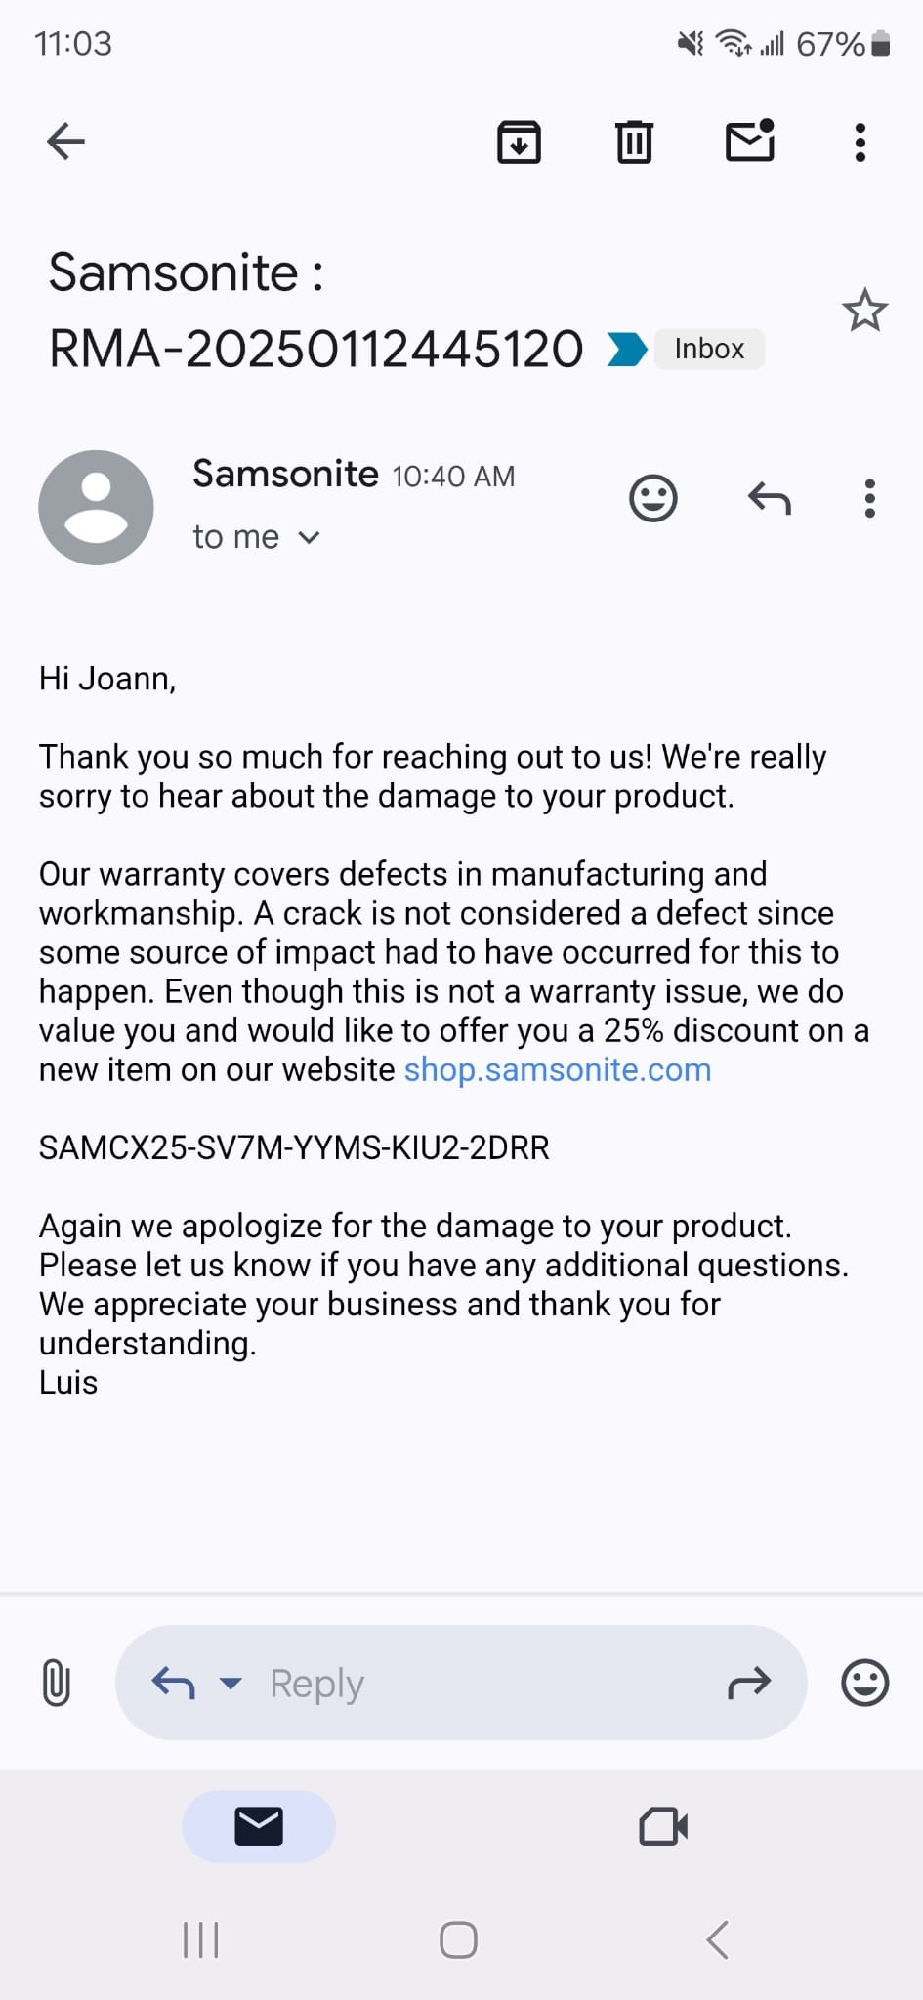 11:03
67%
Samsonite :
RMA-20250112445120
Inbox
Samsonite 10:40 AM
to me
Hi Joann,
Thank you so much for reaching out to us! We're really
sorry to hear about the damage to your product.
Our warranty covers defects in manufacturing and
workmanship. A crack is not considered a defect since
some source of impact had to have occurred for this to
happen. Even though this is not a warranty issue, we do
value you and would like to offer you a 25% discount on a
new item on our website shop.samsonite.com
SAMCX25-SV7M-YYMS-KIU2-2DRR
Again we apologize for the damage to your product.
Please let us know if you have any additional questions.
We appreciate your business and thank you for
understanding.
Luis
Reply